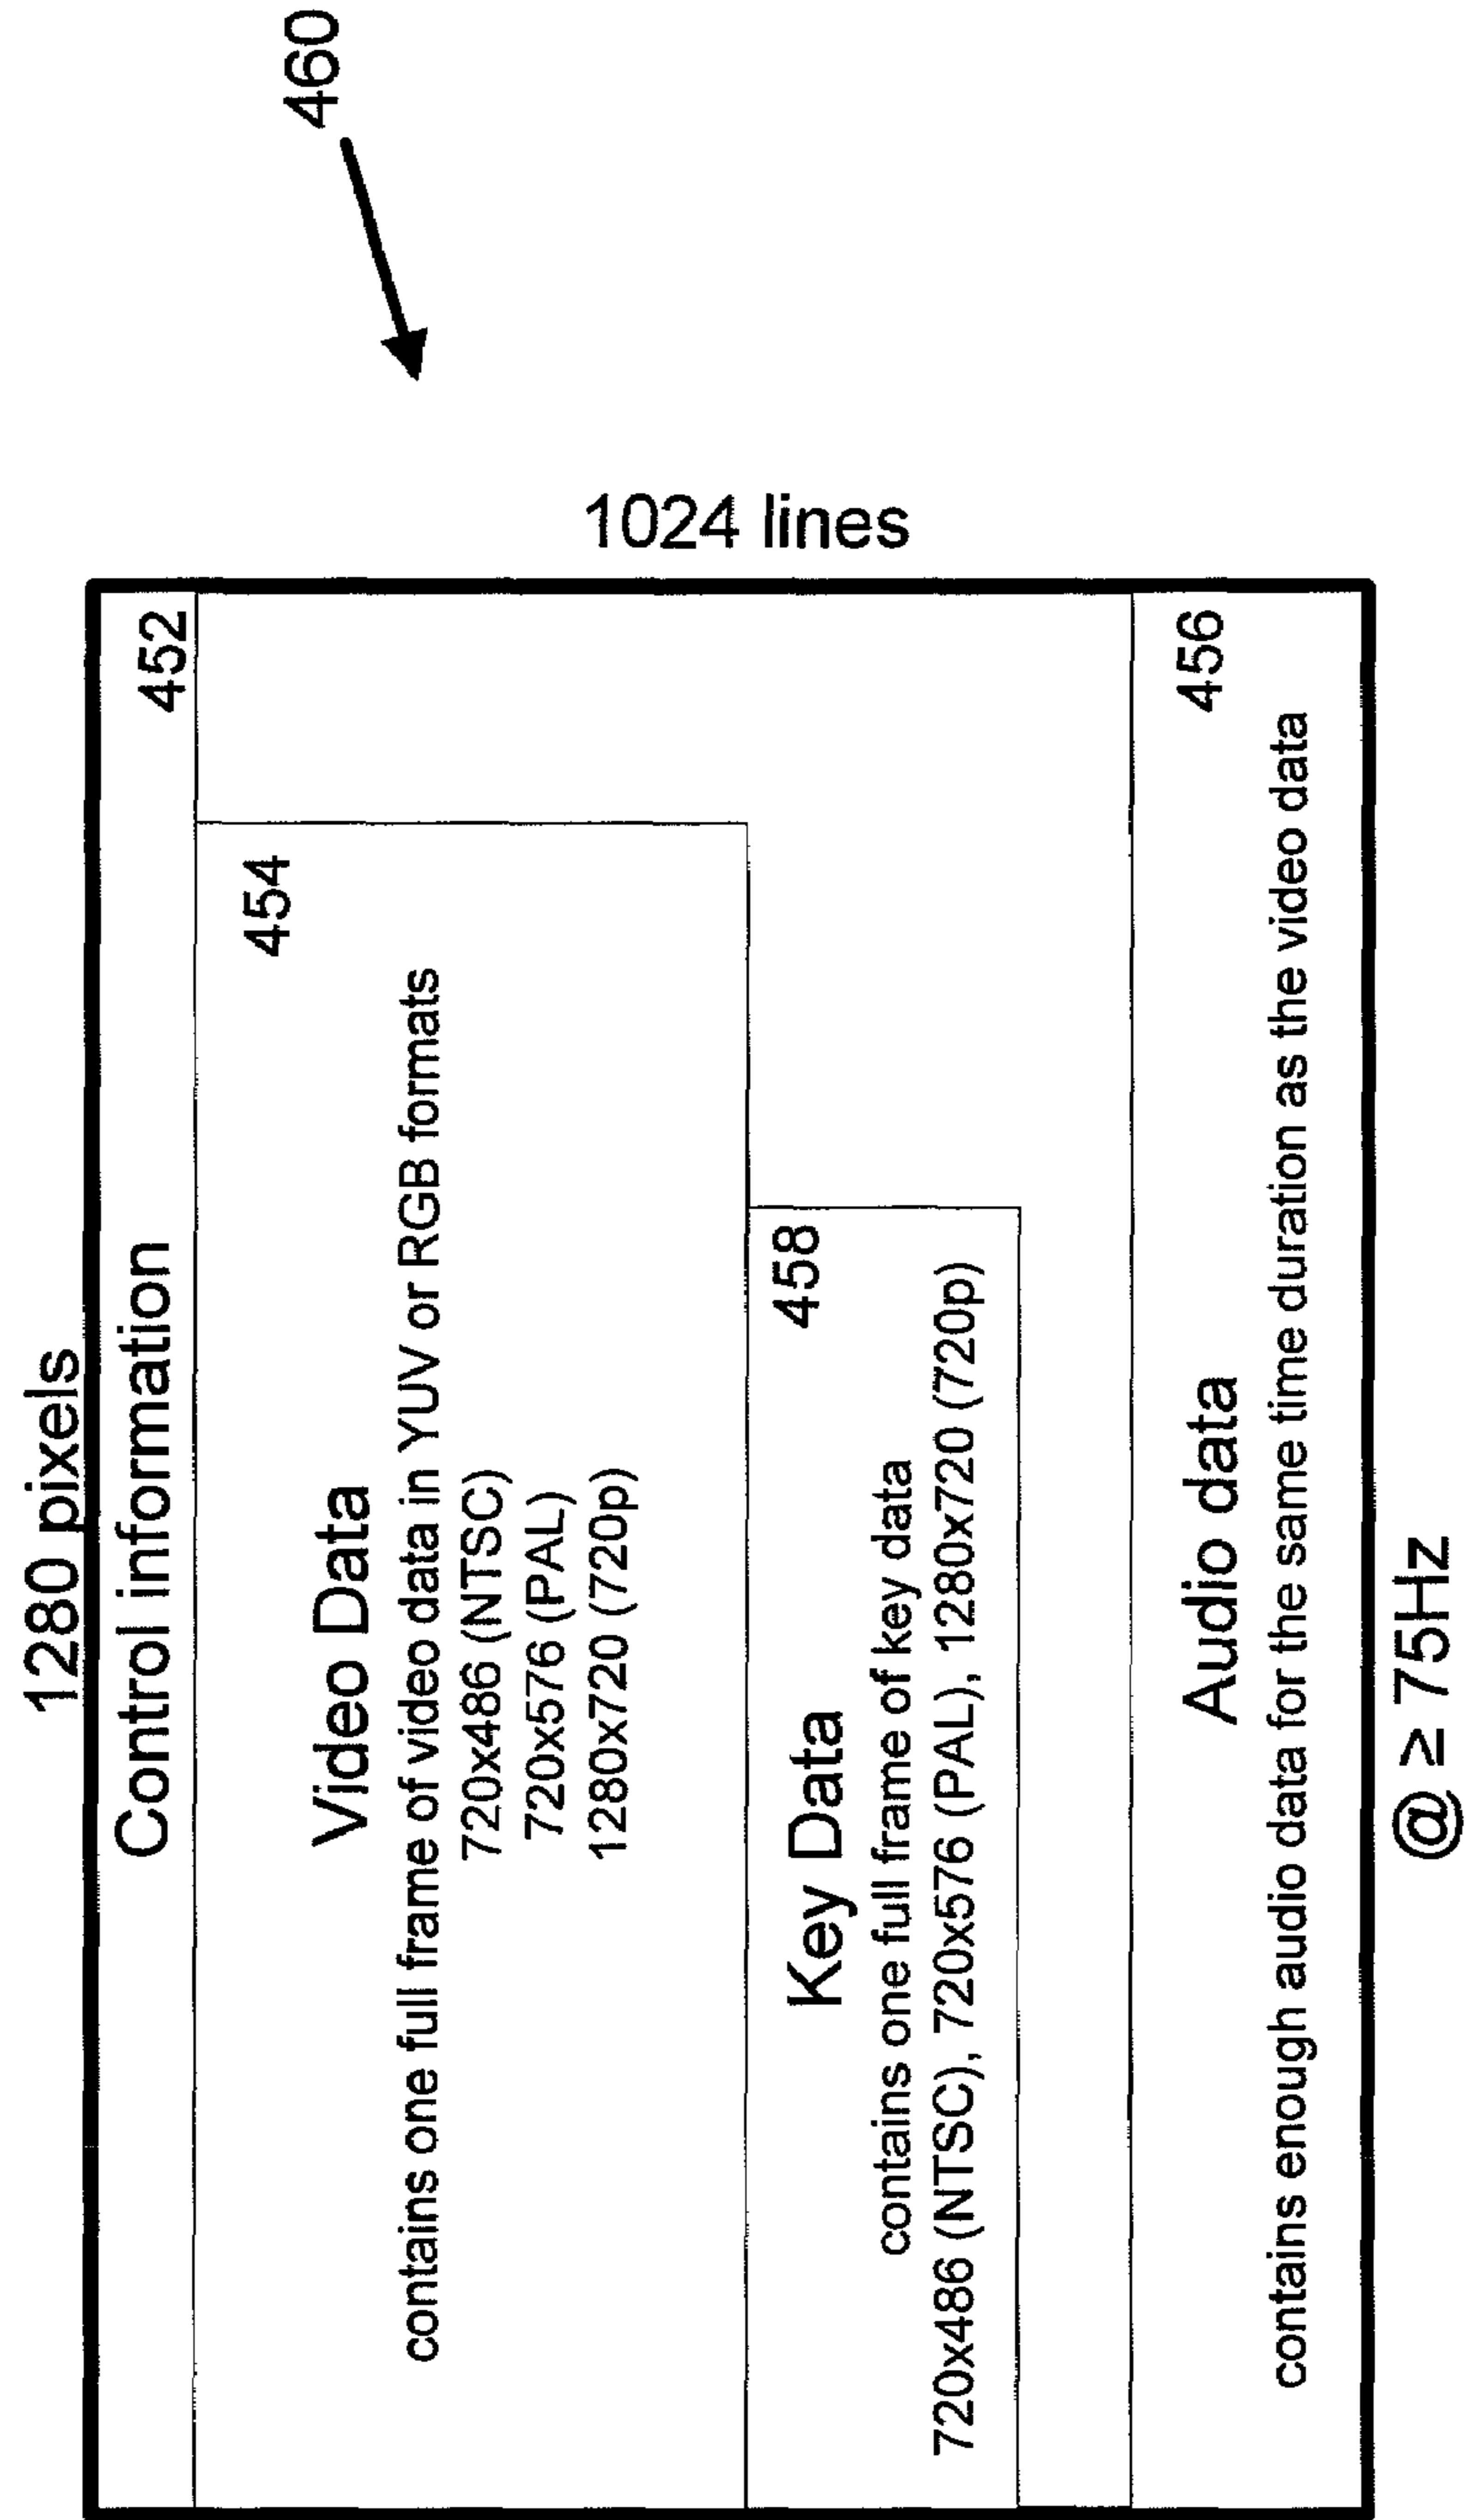 460
1280 pixels
1024 lines
Control information
452
454
Video Data
contains one full frame of video data in YUV or RGB formats
720x486 (NTSC)
720x576 (PAL)
1280x720 (720p)
458
Key Data
contains one full frame of key data
720x486 (NTSC), 720x576 (PAL), 1280x720 (720p)
456
Audio data
contains enough audio data for the same time duration as the video data
@ ≥ 75Hz